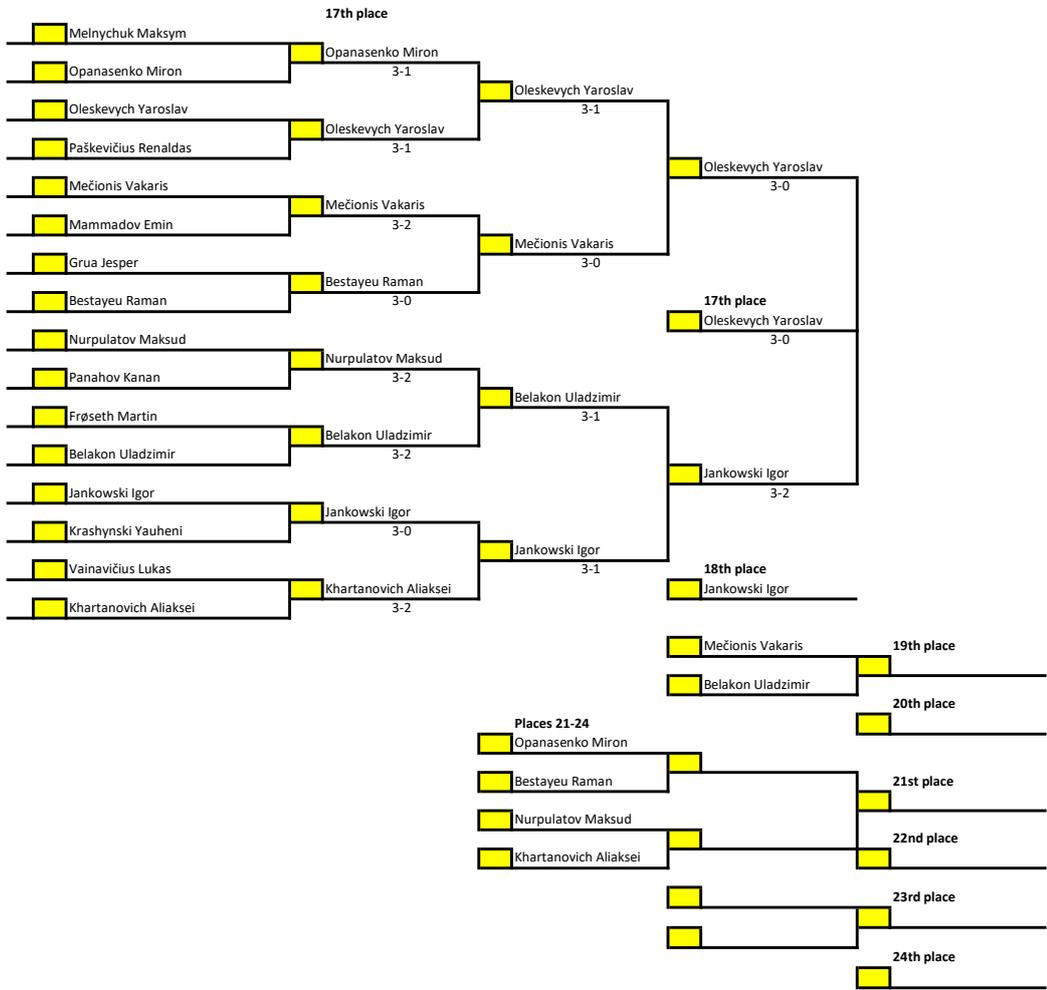 17th place
Melnychuk Maksym
Opanasenko Miron
Opanasenko Miron
3-1
Oleskevych Yaroslav
3-1
Oleskevych Yaroslav
Oleskevych Yaroslav
3-1
Paškevičius Renaldas
Oleskevych Yaroslav
3-0
Mečionis Vakaris
Mečionis Vakaris
3-2
Mammadov Emin
Mečionis Vakaris
3-0
Grua Jesper
Bestayeu Raman
3-0
Bestayeu Raman
17th place
Oleskevych Yaroslav
3-0
Nurpulatov Maksud
Nurpulatov Maksud
3-2
Panahov Kanan
Belakon Uladzimir
3-1
Frøseth Martin
Belakon Uladzimir
3-2
Belakon Uladzimir
Jankowski Igor
3-2
Jankowski Igor
Jankowski Igor
3-0
Krashynski Yauheni
Jankowski Igor
3-1
Vainavičius Lukas
Khartanovich Aliaksei
3-2
Khartanovich Aliaksei
18th place
Jankowski Igor
Mečionis Vakaris
19th place
Belakon Uladzimir
20th place
Places 21-24
Opanasenko Miron
Bestayeu Raman
21st place
Nurpulatov Maksud
22nd place
Khartanovich Aliaksei
23rd place
24th place